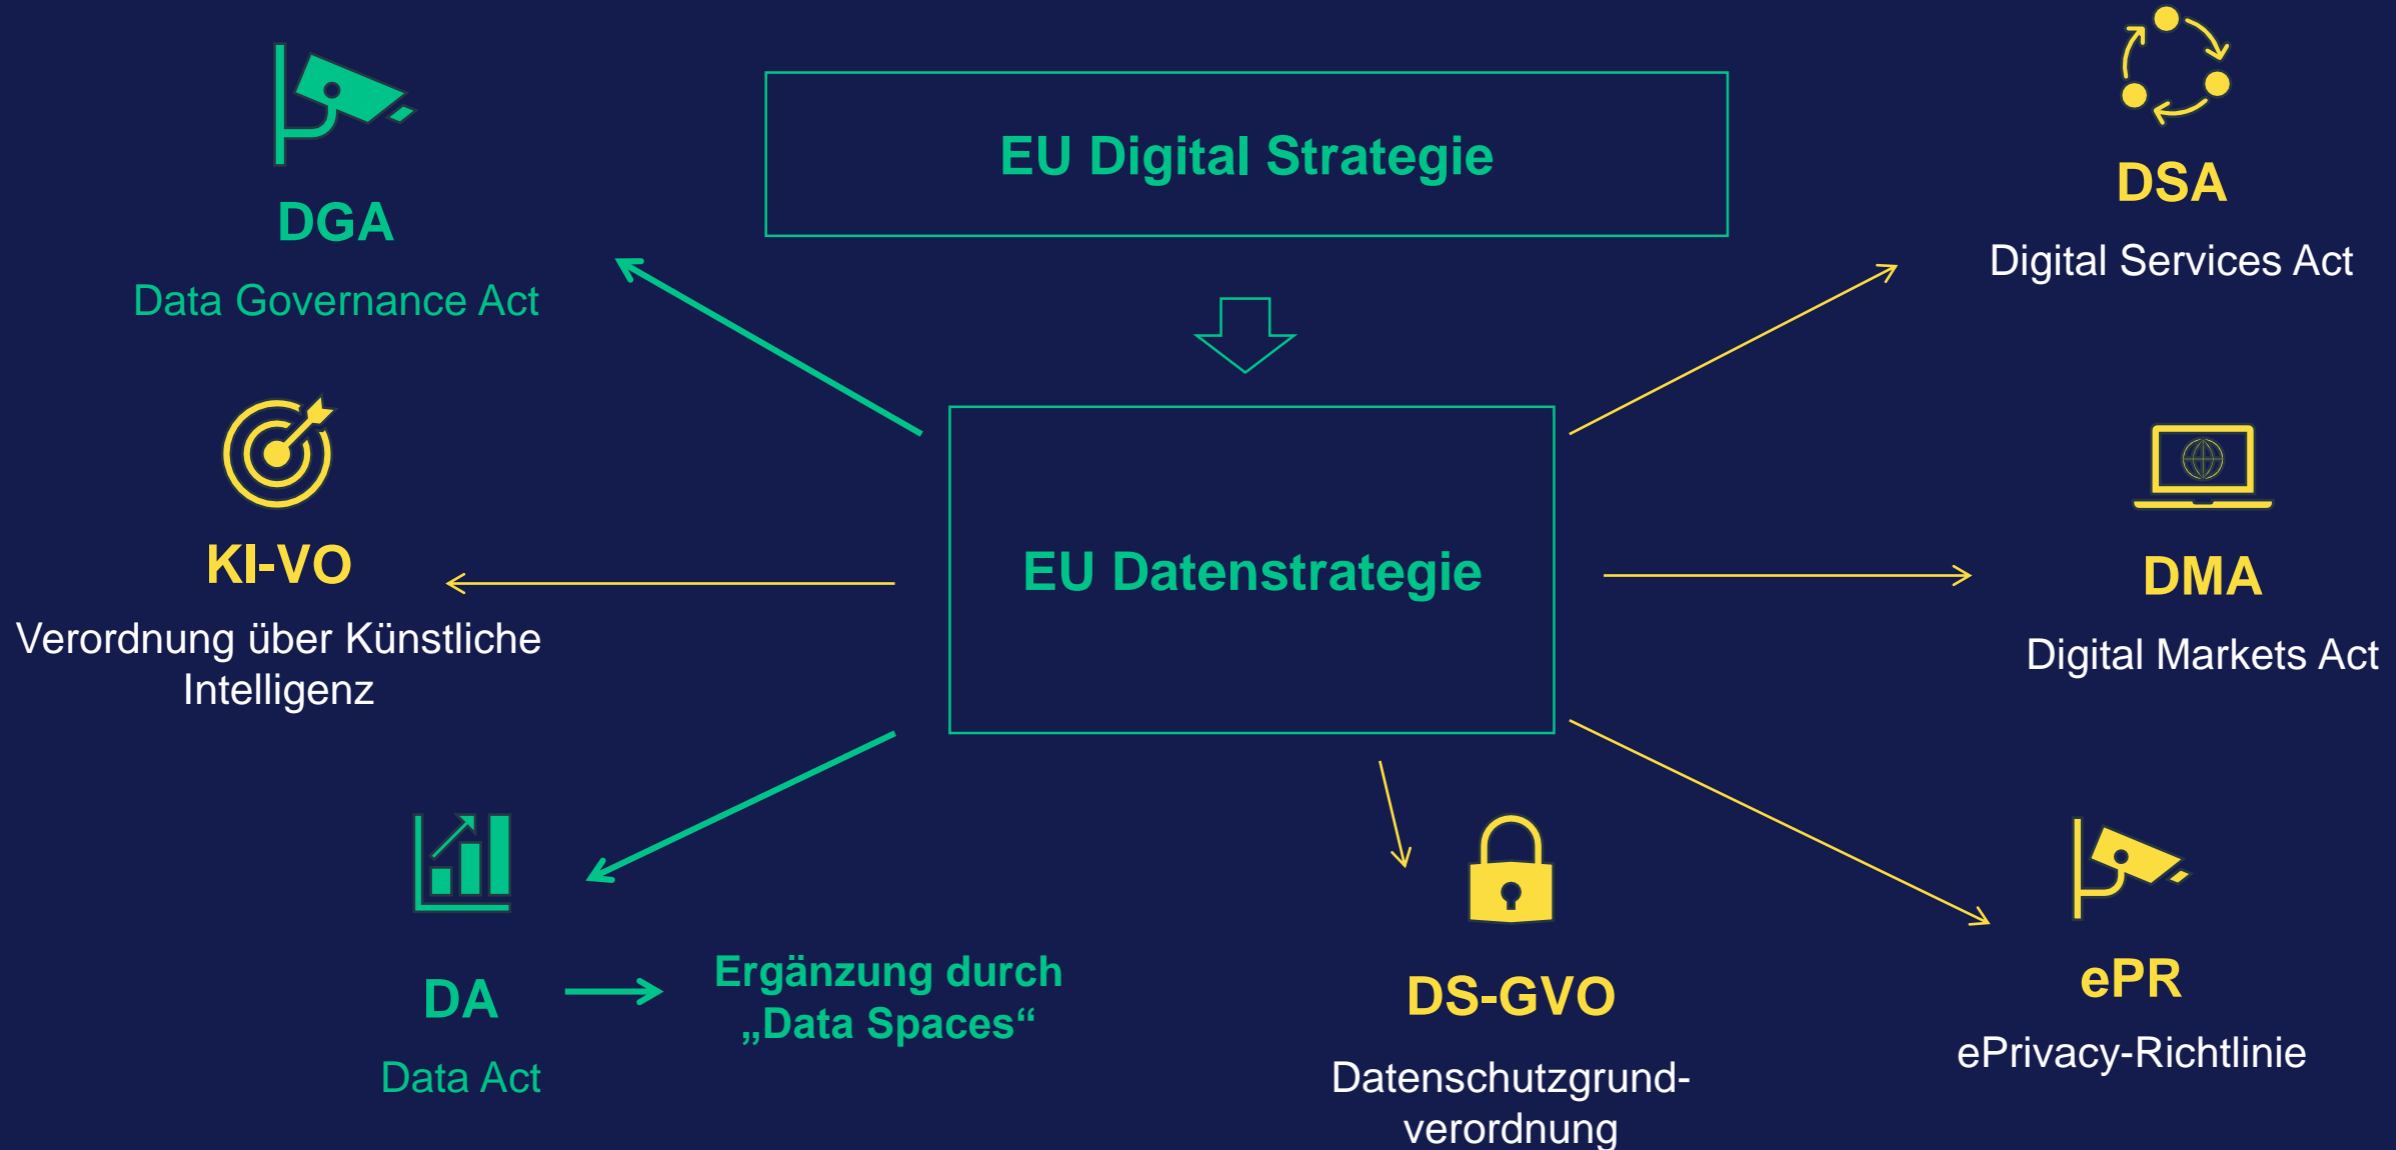 EU Digital Strategie
DGA
Data Governance Act
DSA
Digital Services Act
KI-VO
Verordnung über Künstliche
Intelligenz
EU Datenstrategie
DMA
Digital Markets Act
DA
Data Act
Ergänzung durch
„Data Spaces“
DS-GVO
Datenschutzgrund-
verordnung
ePR
ePrivacy-Richtlinie